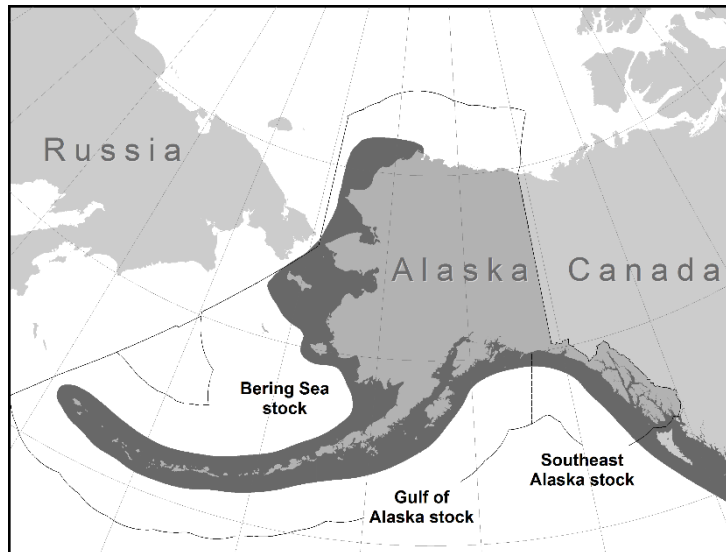 Russia
Alaska
Canada
Bering Sea
stock
Southeast
Alaska stock
Gulf of
Alaska stock